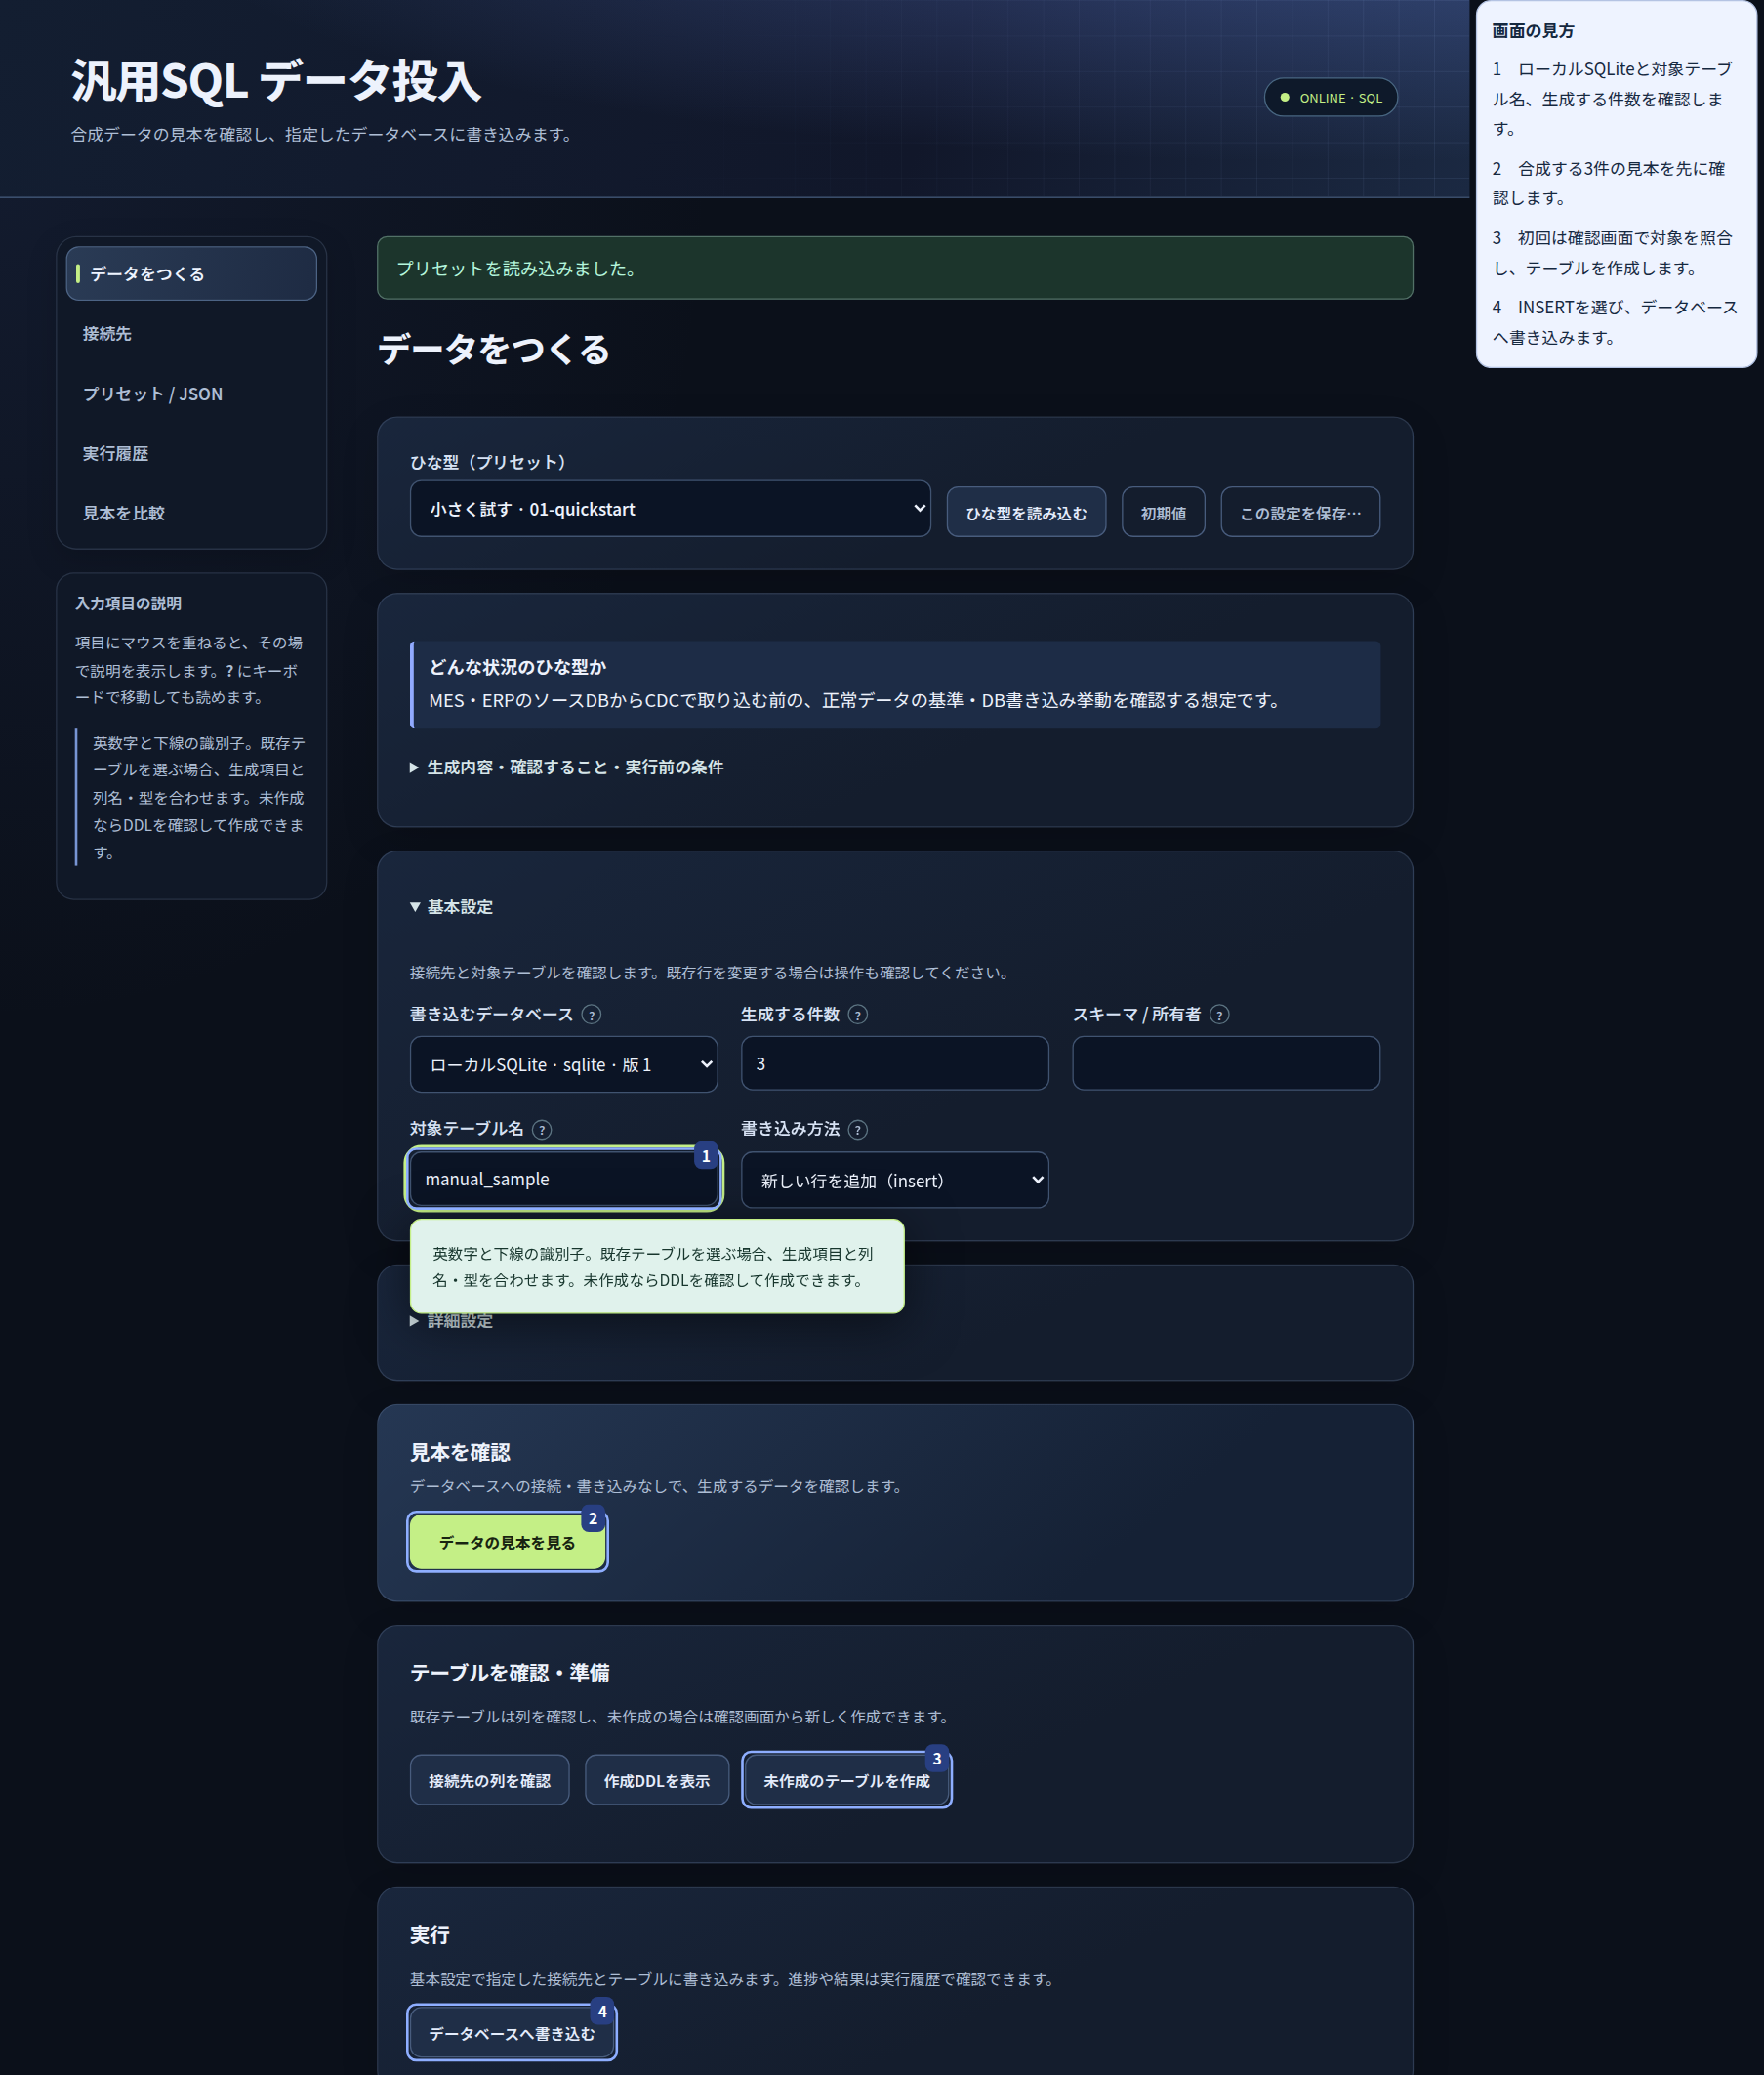 汎用SQL データ投入
合成データの見本を確認し、指定したデータベースに書き込みます。
ONLINE · SQL
画面の見方
1 ローカルSQLiteと対象テーブ
ル名、生成する件数を確認しま
す。
2 合成する3件の見本を先に確
認します。
3 初回は確認画面で対象を照合
し、テーブルを作成します。
4 INSERTを選び、データベース
へ書き込みます。
データをつくる
接続先
プリセット / JSON
実行履歴
見本を比較
入力項目の説明
項目にマウスを重ねると、その場
で説明を表示します。? にキーボ
ードで移動しても読めます。
英数字と下線の識別子。既存テ
ーブルを選ぶ場合、生成項目と
列名・型を合わせます。未作成
ならDDLを確認して作成できま
す。
プリセットを読み込みました。
データをつくる
ひな型（プリセット）
小さく試す · 01-quickstart
ひな型を読み込む
初期値
この設定を保存…
どんな状況のひな型か
MES・ERPのソースDBからCDCで取り込む前の、正常データの基準・DB書き込み挙動を確認する想定です。
▶ 生成内容・確認すること・実行前の条件
▼ 基本設定
接続先と対象テーブルを確認します。既存行を変更する場合は操作も確認してください。
書き込むデータベース ?
生成する件数 ?
スキーマ / 所有者 ?
ローカルSQLite · sqlite · 版 1
3
対象テーブル名 ?
書き込み方法 ?
1
manual_sample
新しい行を追加（insert）
英数字と下線の識別子。既存テーブルを選ぶ場合、生成項目と列
名・型を合わせます。未作成ならDDLを確認して作成できます。
▶ 詳細設定
見本を確認
データベースへの接続・書き込みなしで、生成するデータを確認します。
2
データの見本を見る
テーブルを確認・準備
既存テーブルは列を確認し、未作成の場合は確認画面から新しく作成できます。
3
接続先の列を確認
作成DDLを表示
未作成のテーブルを作成
実行
基本設定で指定した接続先とテーブルに書き込みます。進捗や結果は実行履歴で確認できます。
4
データベースへ書き込む